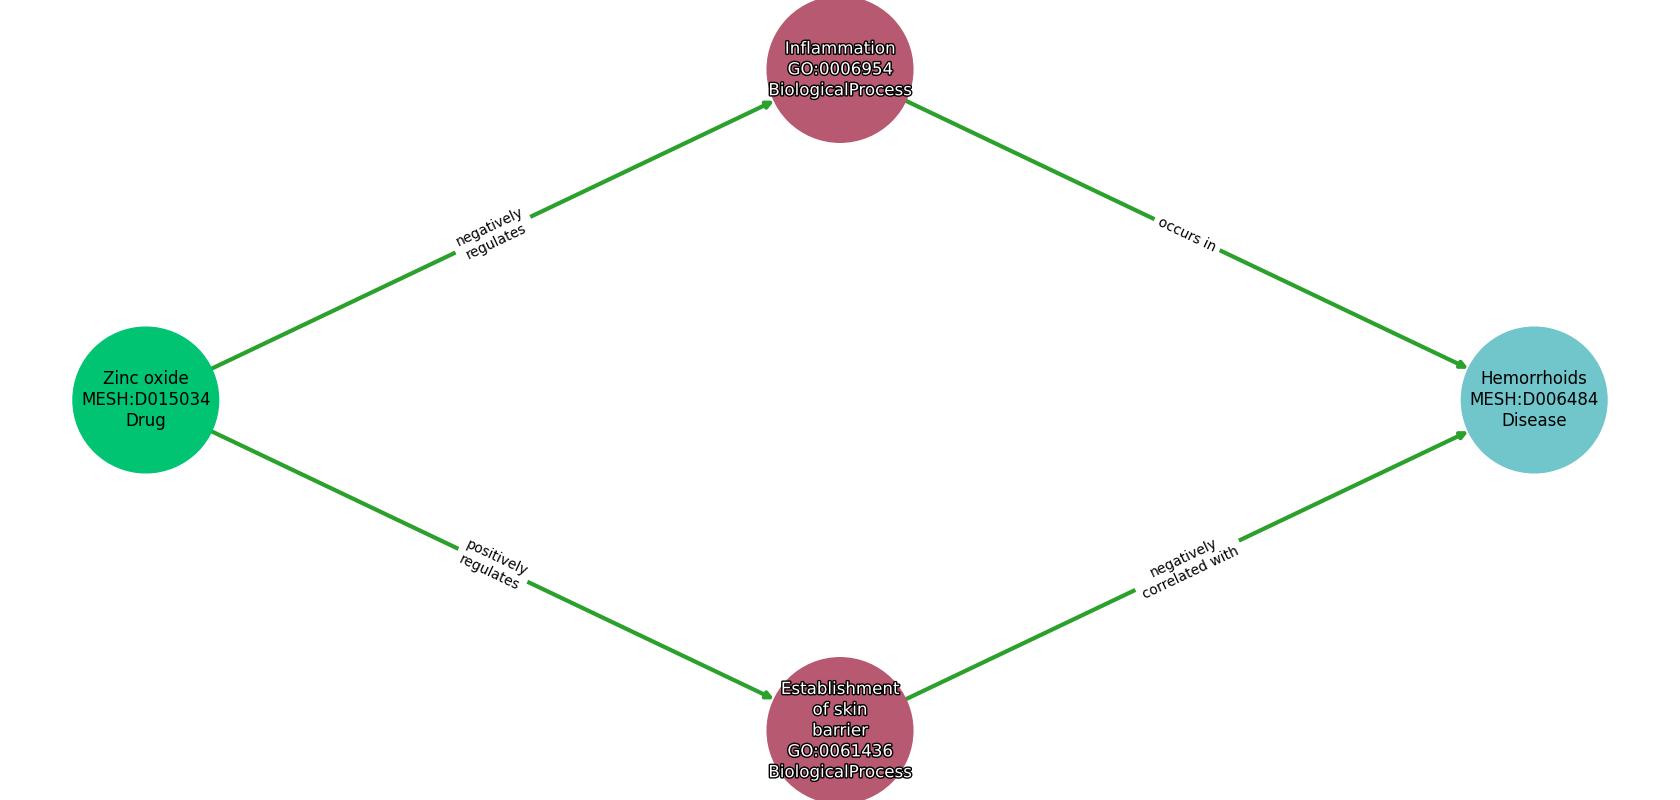 Inflammation
GO:0006954
BiologicalProcess
negatively
regulates
occurs in
Zinc oxide
MESH:D015034
Drug
Hemorrhoids
MESH:D006484
Disease
positively
regulates
negatively
correlated with
Establishment
of skin
barrier
GO:0061436
BiologicalProcess